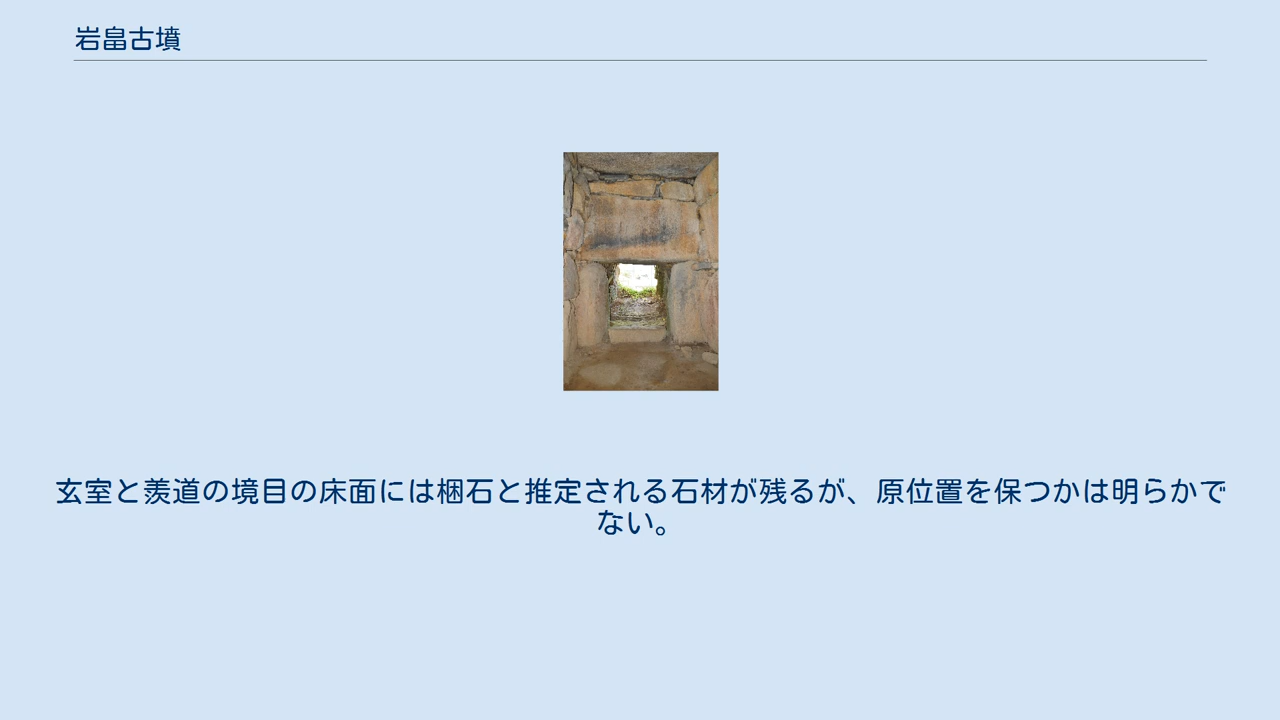 岩畠古墳
玄室と羨道の境目の床面には梱石と推定される石材が残るが、原位置を保つかは明らかで
ない。